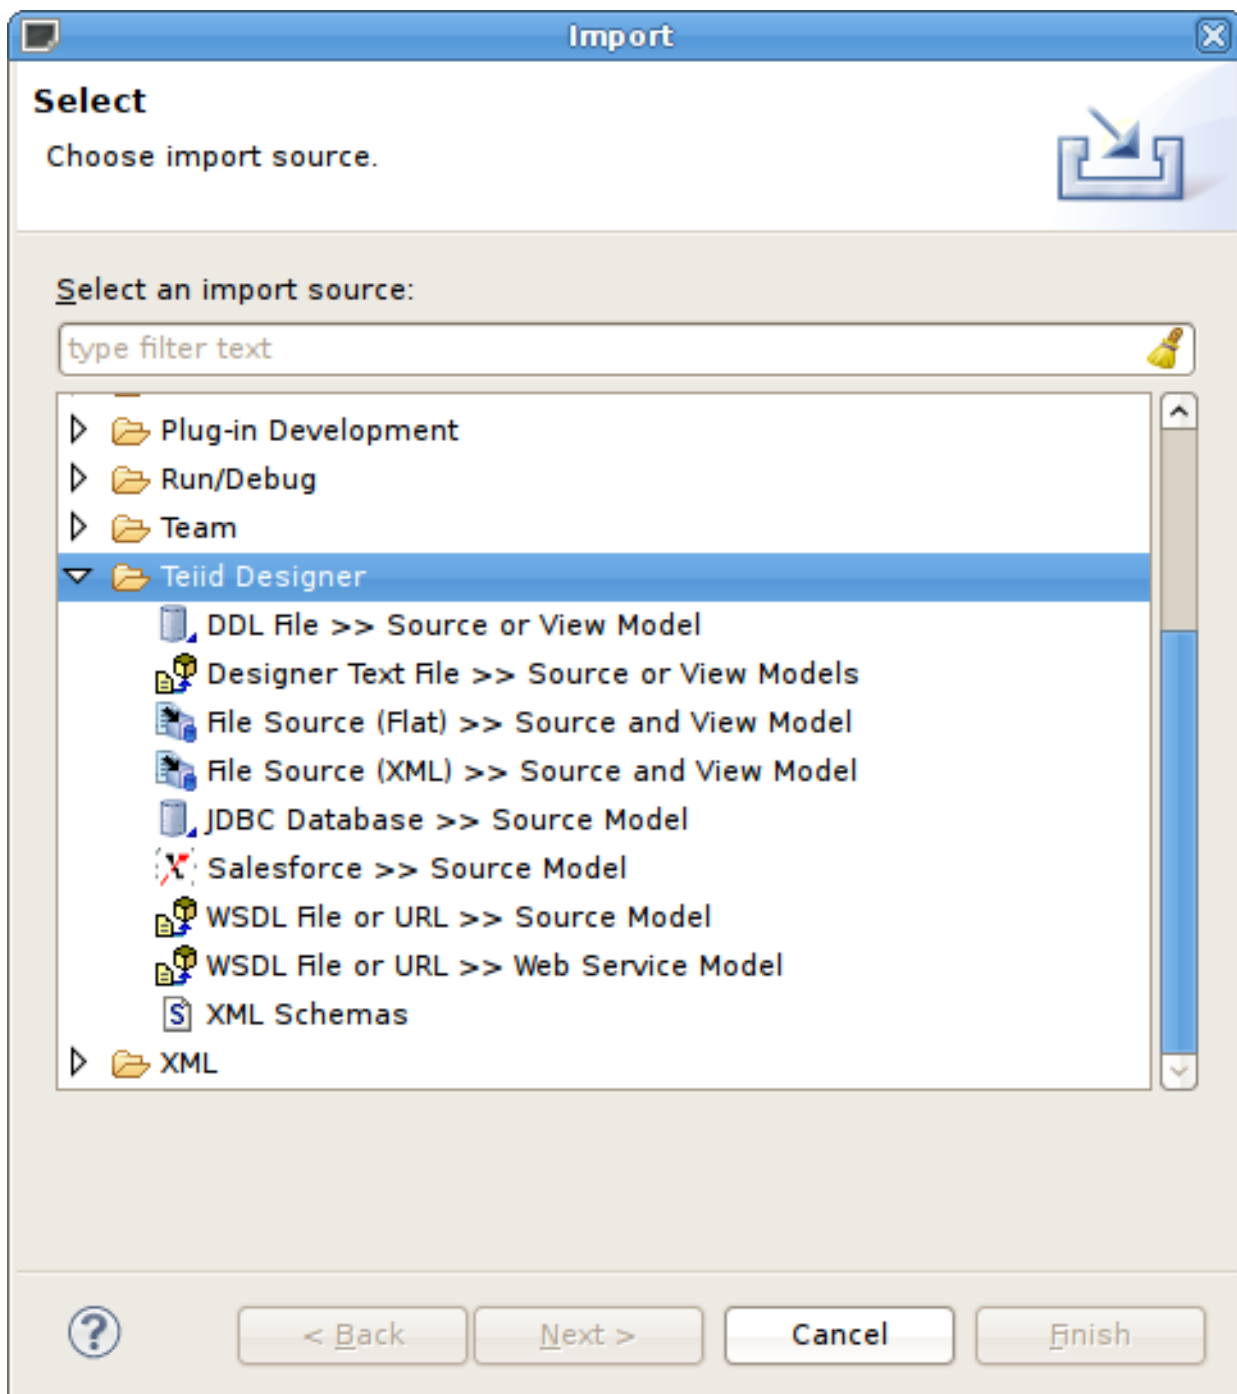 Import
Select
Choose import source.
Select an import source:
type filter text
Plug-in Development
Run/Debug
Team
Teiid Designer
DDL File >> Source or View Model
Designer Text File >> Source or View Models
File Source (Flat) >> Source and View Model
File Source (XML) >> Source and View Model
JDBC Database >> Source Model
Salesforce >> Source Model
WSDL File or URL >> Source Model
WSDL File or URL >> Web Service Model
XML Schemas
XML
< Back Next > Cancel Finish